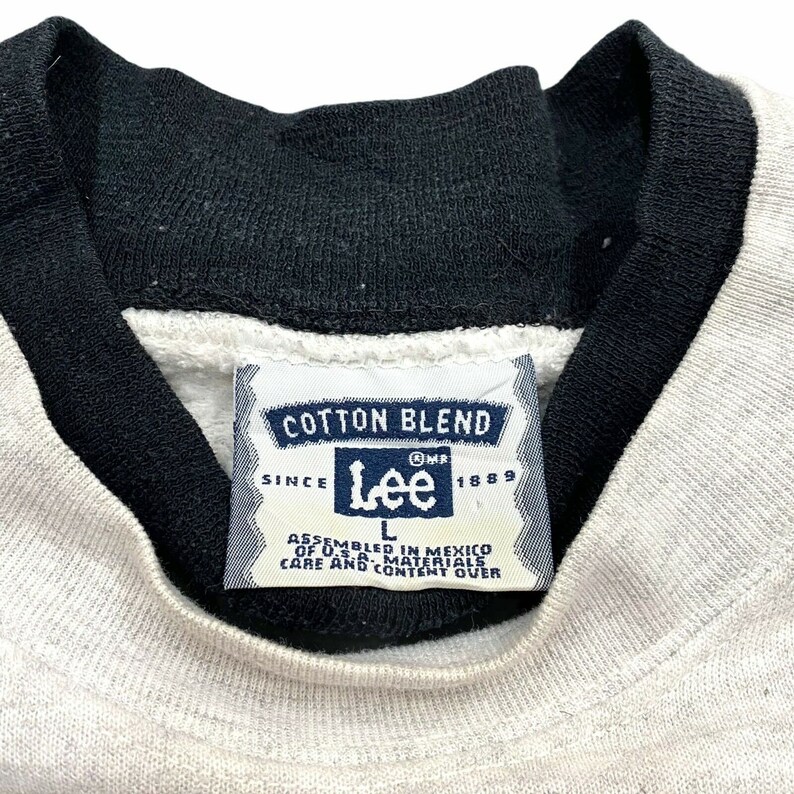 COTTON BLEND
® MR
SINCE Lee 1889
L
ASSEMBLED IN MEXICO
OF U.S.A. MATERIALS
CARE AND CONTENT OVER